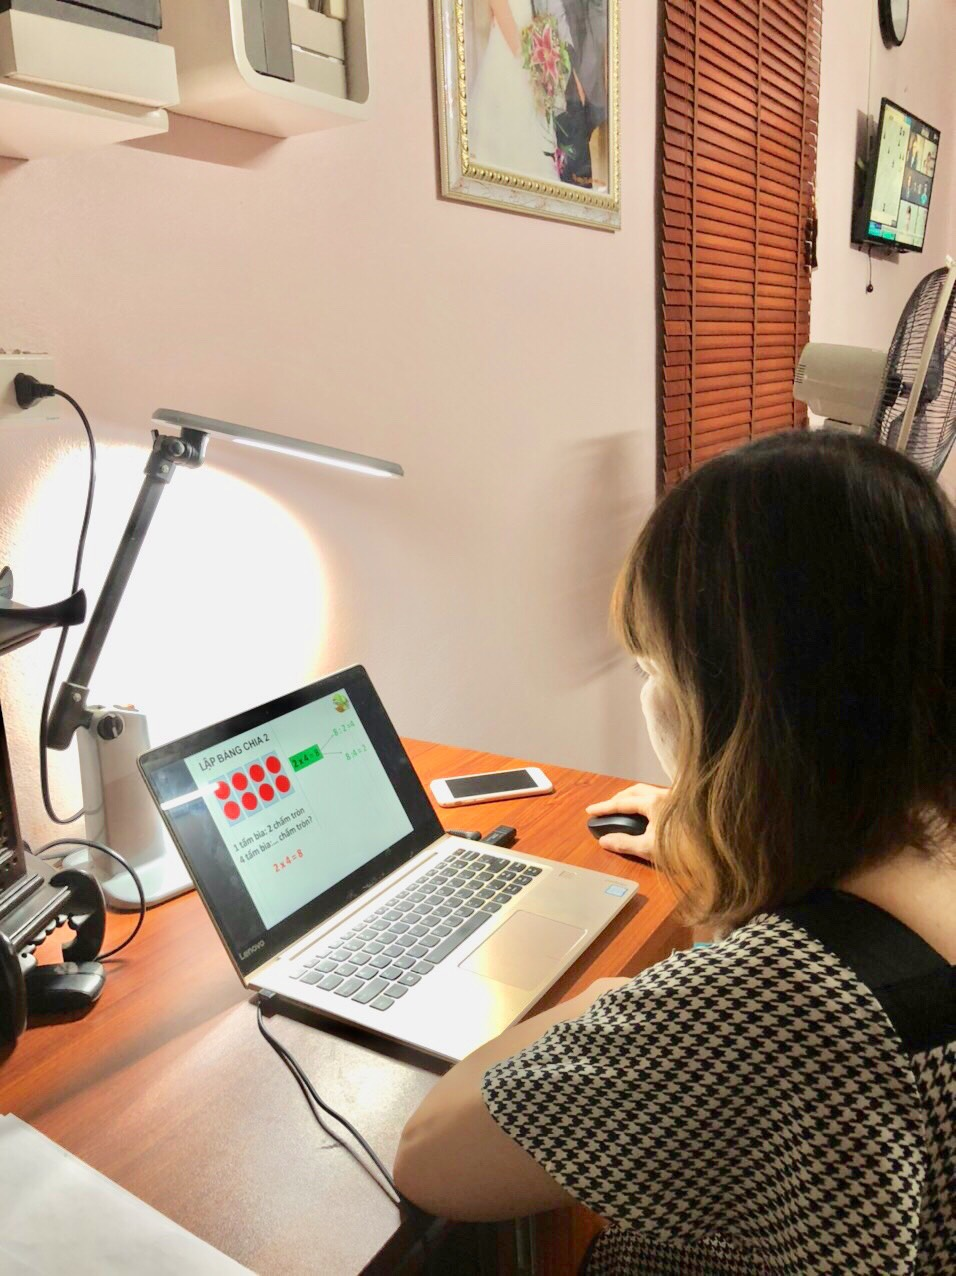 LẬP BẢNG CHIA 2
2 x 4 = 8
8 : 2 = 4
8 : 4 = 2
1 tấm bìa: 2 chấm tròn
4 tấm bìa:... chấm tròn?
2 x 4 = 8
Lenovo